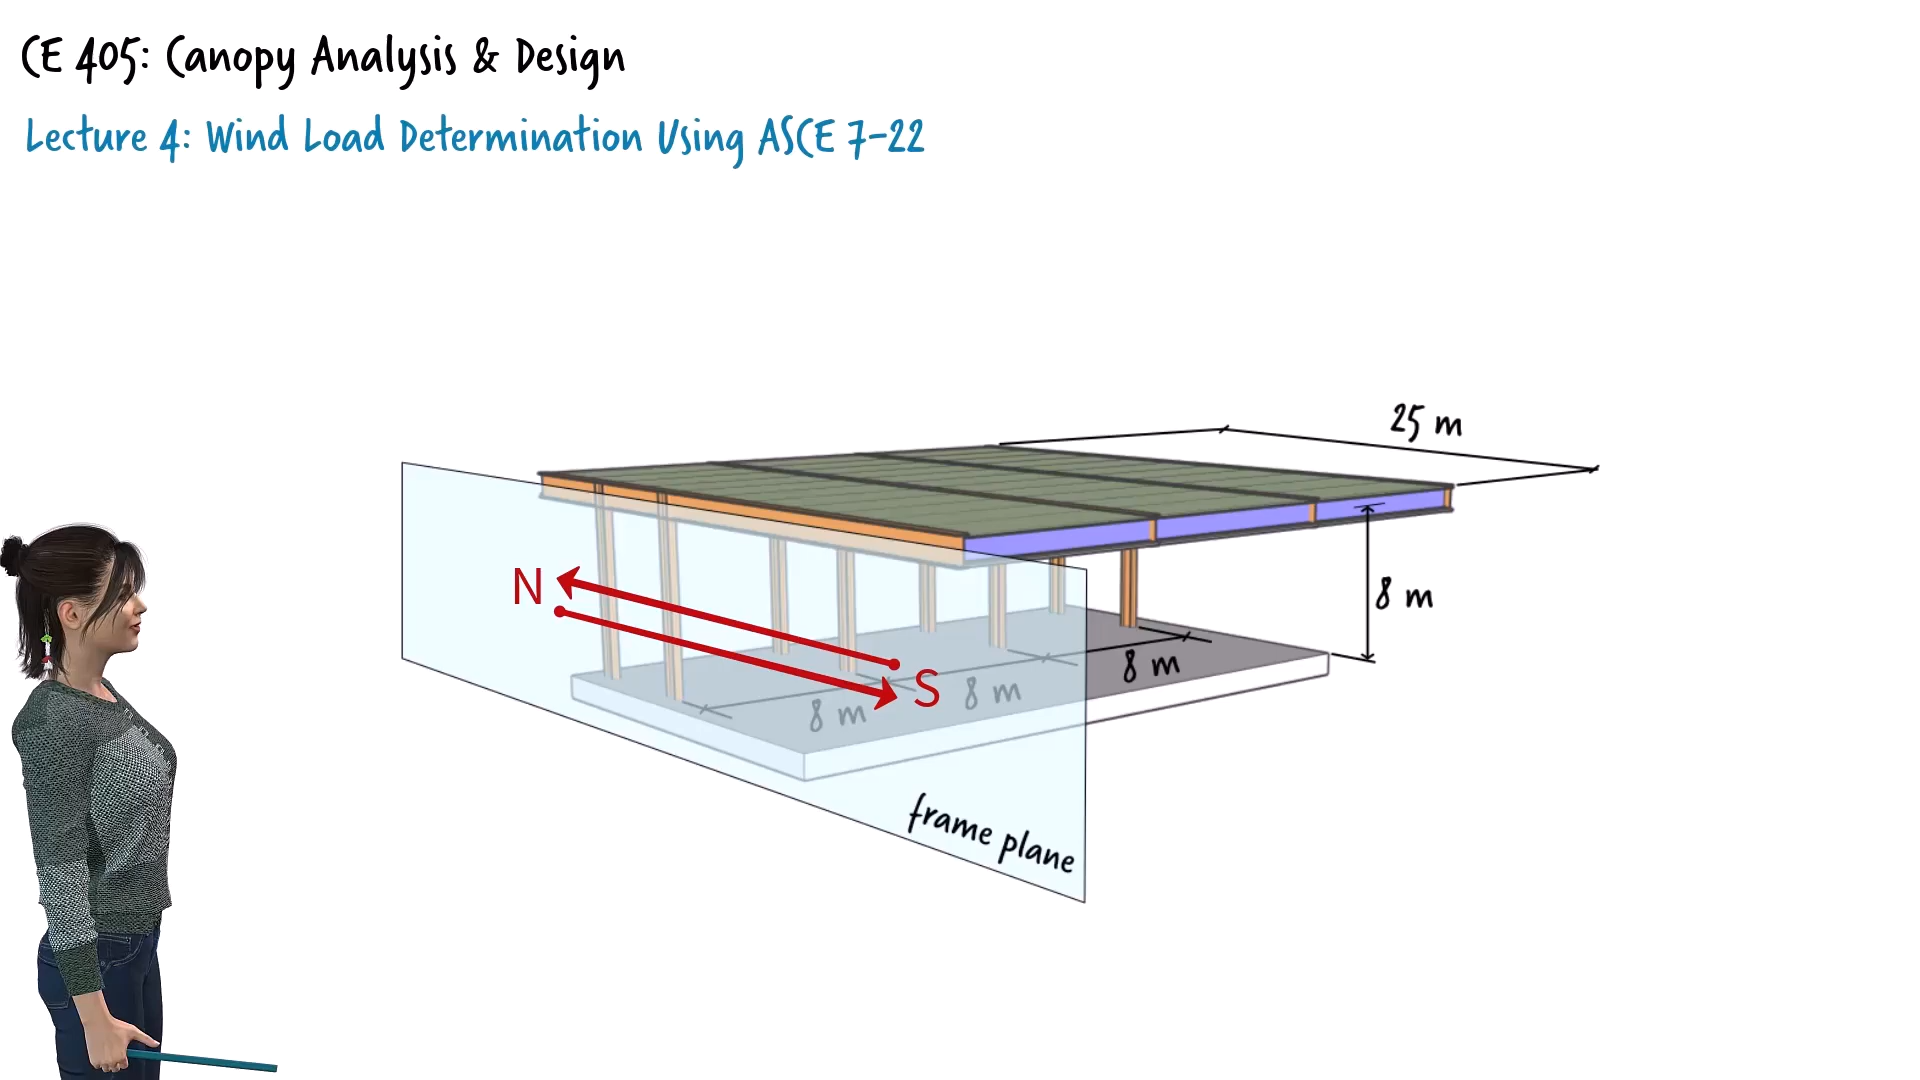 CE 405: Canopy Analysis & Design
Lecture 4: Wind Load Determination Using ASCE 7-22
25 m
N
8 m
S
8 m
8 m
8 m
frame plane